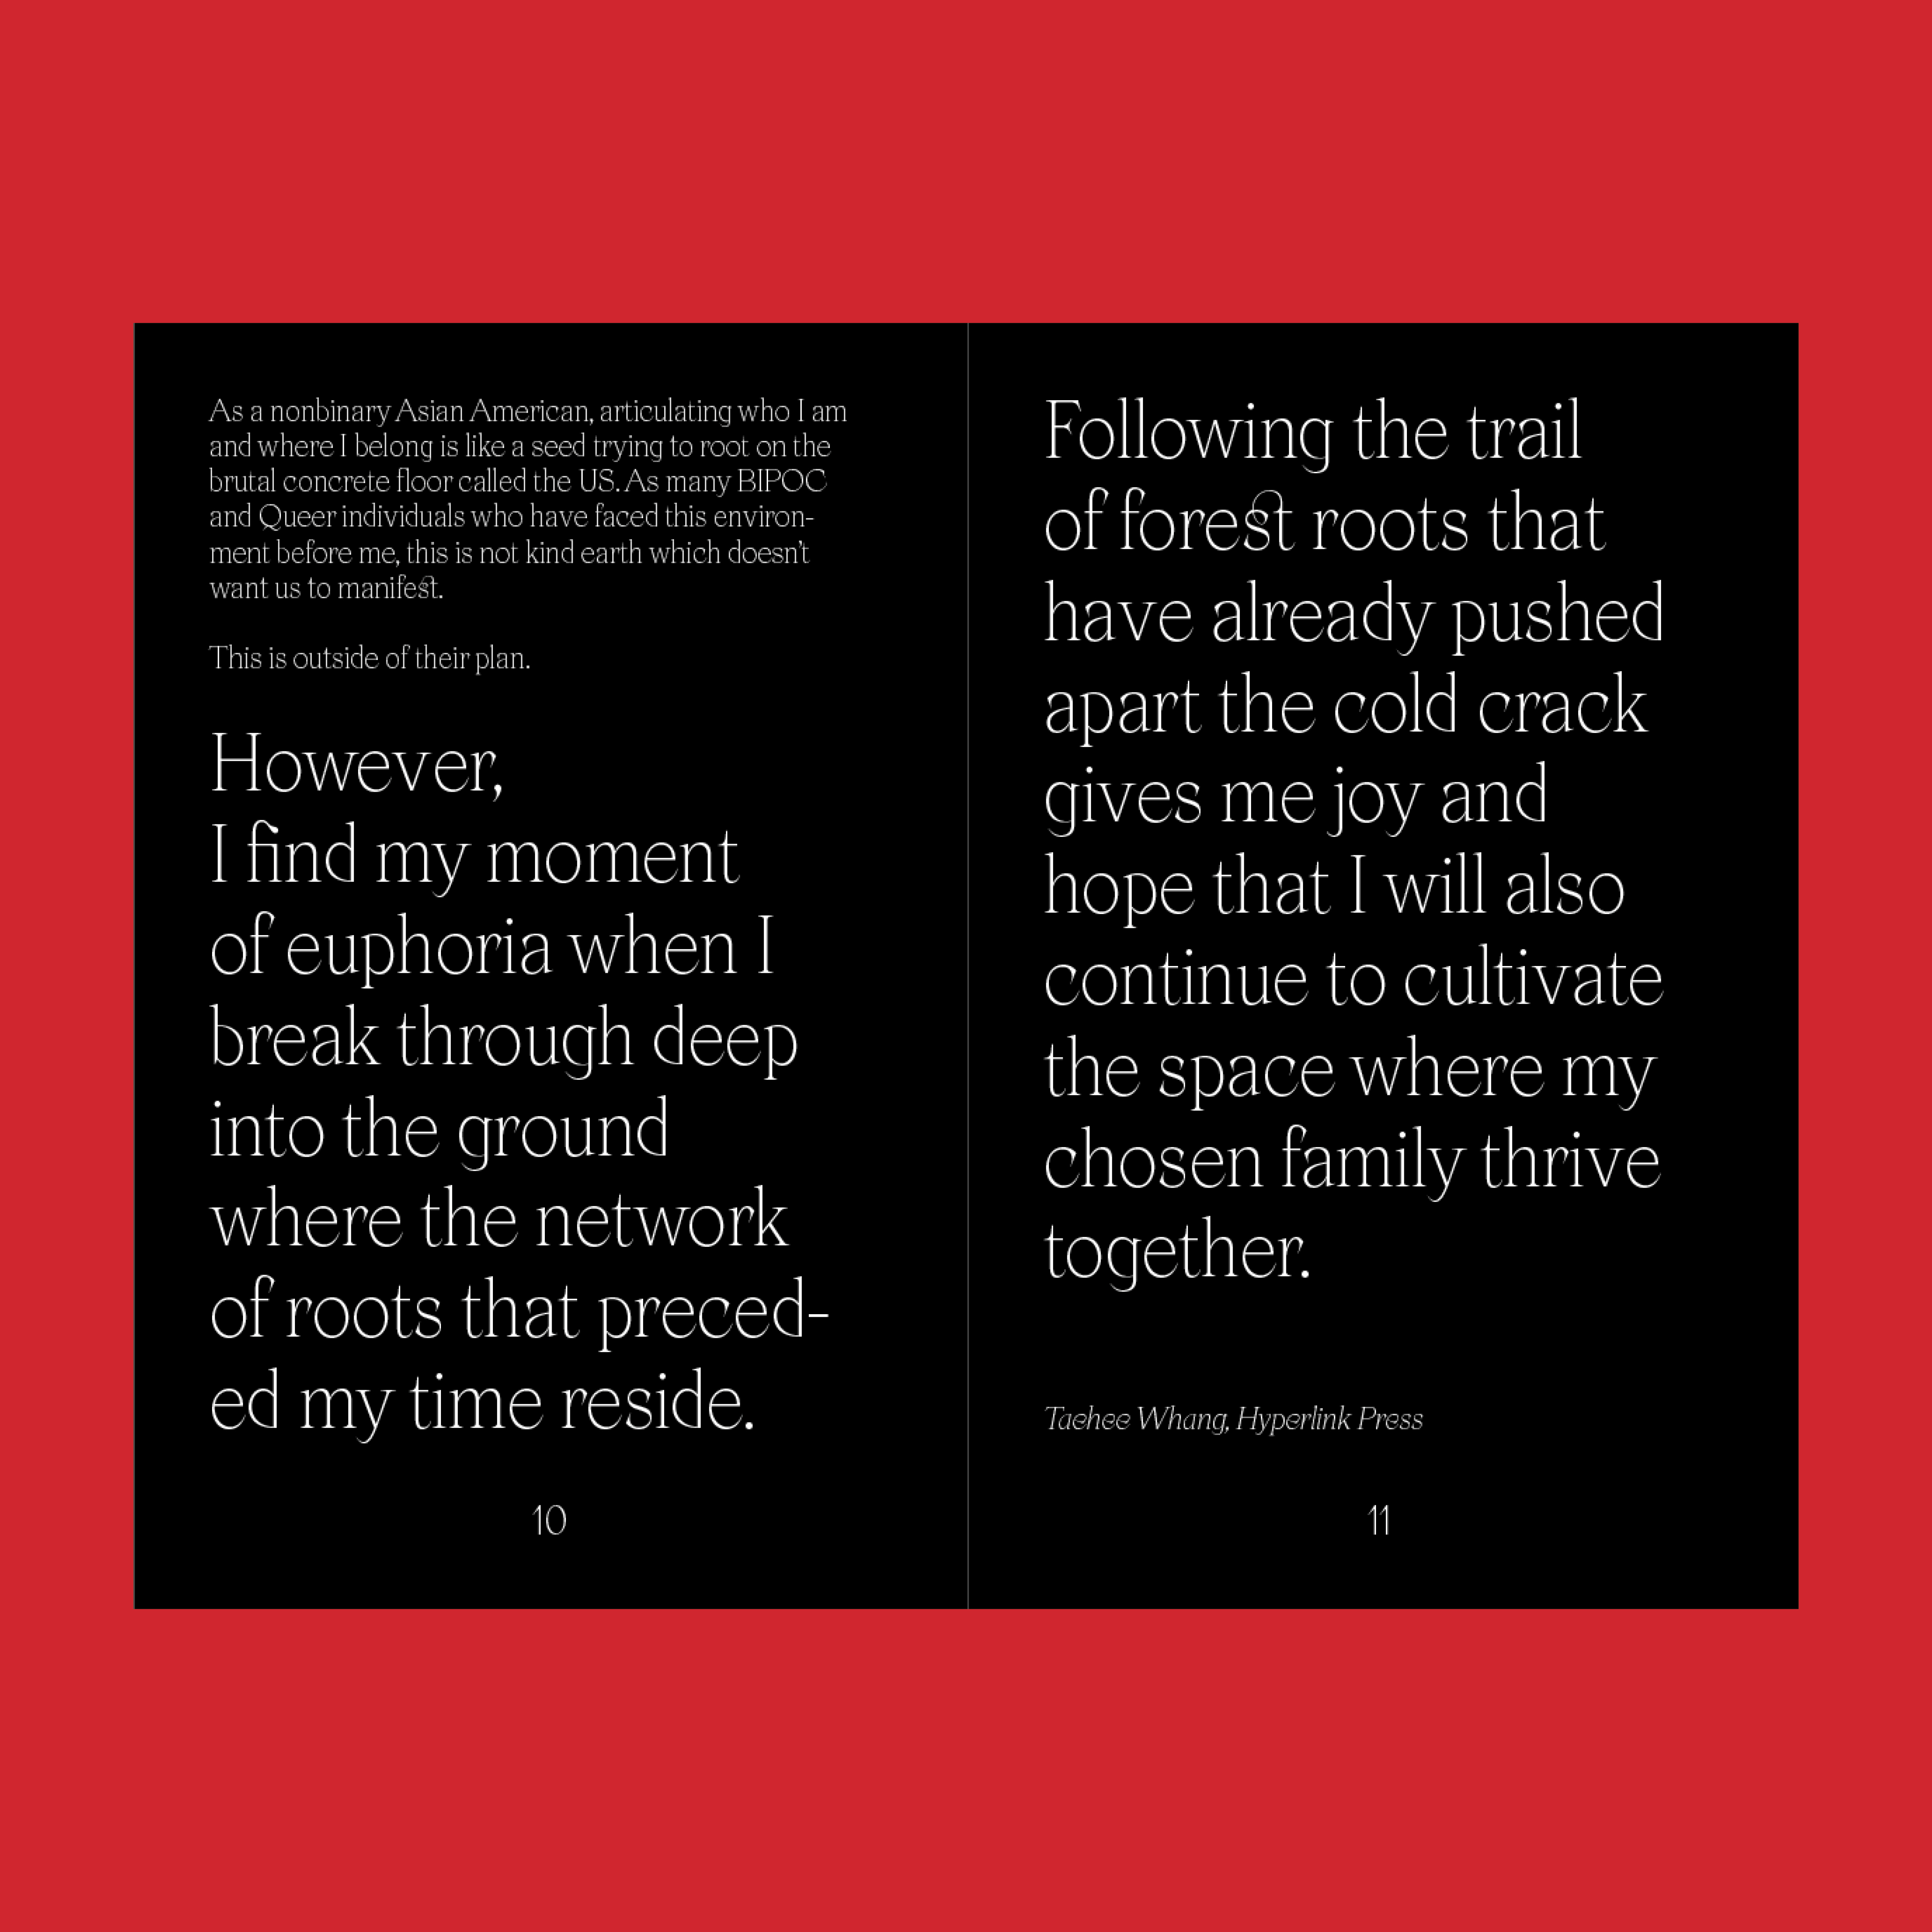 As a nonbinary Asian American, articulating who I am
and where I belong is like a seed trying to root on the
brutal concrete floor called the US. As many BIPOC
and Queer individuals who have faced this environ-
ment before me, this is not kind earth which doesn't
want us to manifest.
This is outside of their plan.
However,
I find my moment
of euphoria when I
break through deep
into the ground
where the network
of roots that preced-
ed my time reside.
10
Following the trail
of forest roots that
have already pushed
apart the cold crack
gives me joy and
hope that I will also
continue to cultivate
the space where my
chosen family thrive
together.
Taehee Whang, Hyperlink Press
11